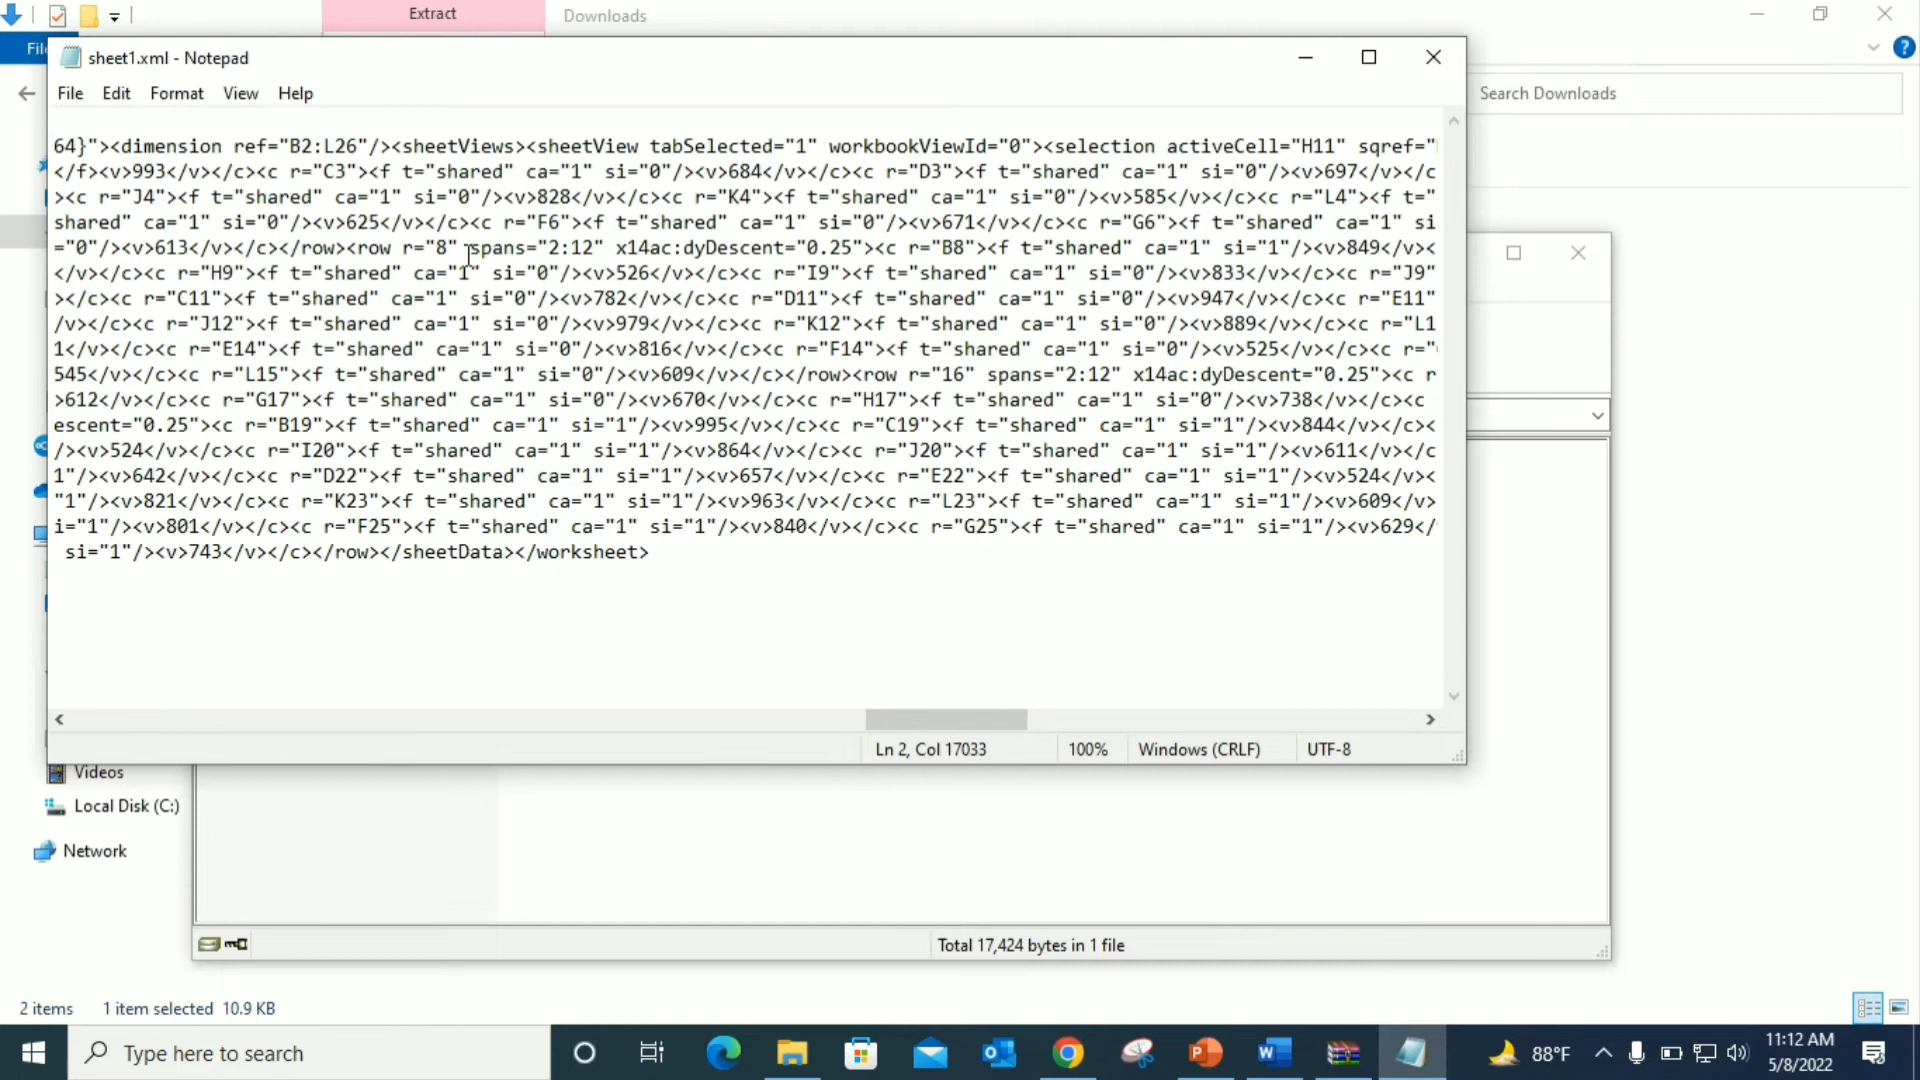 Extract
Downloads
sheet1.xml - Notepad
File Edit Format View Help
Search Downloads
64}"><dimension ref="B2:L26"/><sheetViews><sheetView tabSelected="1" workbookViewId="0"><selection activeCell="H11" sqref="
</f><v>993</v></c><c r="C3"><f t="shared" ca="1" si="0"/><v>684</v></c><c r="D3"><f t="shared" ca="1" si="0"/><v>697</v></c
><c r="J4"><f t="shared" ca="1" si="0"/><v>828</v></c><c r="K4"><f t="shared" ca="1" si="0"/><v>585</v></c><c r="L4"><f t="
shared" ca="1" si="0"/><v>625</v></c><c r="F6"><f t="shared" ca="1" si="0"/><v>671</v></c><c r="G6"><f t="shared" ca="1" si
="0"/><v>613</v></c></row><row r="8" spans="2:12" x14ac:dyDescent="0.25"><c r="B8"><f t="shared" ca="1" si="1"/><v>849</v><
</v></c><c r="H9"><f t="shared" ca="1" si="0"/><v>526</v></c><c r="I9"><f t="shared" ca="1" si="0"/><v>833</v></c><c r="J9"
></c><c r="C11"><f t="shared" ca="1" si="0"/><v>782</v></c><c r="D11"><f t="shared" ca="1" si="0"/><v>947</v></c><c r="E11"
/v></c><c r="J12"><f t="shared" ca="1" si="0"/><v>979</v></c><c r="K12"><f t="shared" ca="1" si="0"/><v>889</v></c><c r="L1
1</v></c><c r="E14"><f t="shared" ca="1" si="0"/><v>816</v></c><c r="F14"><f t="shared" ca="1" si="0"/><v>525</v></c><c r="
545</v></c><c r="L15"><f t="shared" ca="1" si="0"/><v>609</v></c></row><row r="16" spans="2:12" x14ac:dyDescent="0.25"><c r
>612</v></c><c r="G17"><f t="shared" ca="1" si="0"/><v>670</v></c><c r="H17"><f t="shared" ca="1" si="0"/><v>738</v></c><c
escent="0.25"><c r="B19"><f t="shared" ca="1" si="1"/><v>995</v></c><c r="C19"><f t="shared" ca="1" si="1"/><v>844</v></c><
/><v>524</v></c><c r="I20"><f t="shared" ca="1" si="1"/><v>864</v></c><c r="J20"><f t="shared" ca="1" si="1"/><v>611</v></c
1"/><v>642</v></c><c r="D22"><f t="shared" ca="1" si="1"/><v>657</v></c><c r="E22"><f t="shared" ca="1" si="1"/><v>524</v><
"1"/><v>821</v></c><c r="K23"><f t="shared" ca="1" si="1"/><v>963</v></c><c r="L23"><f t="shared" ca="1" si="1"/><v>609</v>
i="1"/><v>801</v></c><c r="F25"><f t="shared" ca="1" si="1"/><v>840</v></c><c r="G25"><f t="shared" ca="1" si="1"/><v>629</
si="1"/><v>743</v></c></row></sheetData></worksheet>
Ln 2, Col 17033 100% Windows (CRLF) UTF-8
Videos
Local Disk (C:)
Network
Total 17,424 bytes in 1 file
2 items 1 item selected 10.9 KB
Type here to search
88°F
11:12 AM
5/8/2022